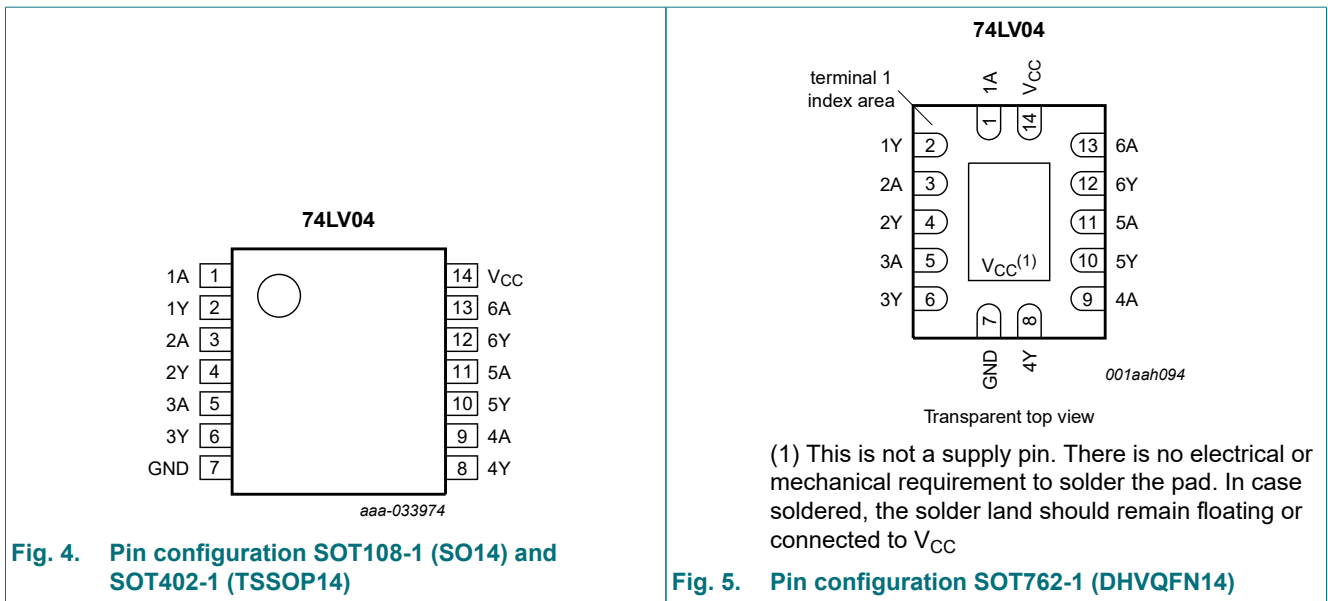 74LV04
1A 1 14 VCC
1Y 2 13 6A
2A 3 12 6Y
2Y 4 11 5A
3A 5 10 5Y
3Y 6 9 4A
GND 7 8 4Y
aaa-033974
Fig. 4. Pin configuration SOT108-1 (SO14) and
SOT402-1 (TSSOP14)
74LV04
terminal 1
index area
1A VCC
1 14
1Y 2 13 6A
2A 3 12 6Y
2Y 4 11 5A
3A 5 VCC(1) 10 5Y
3Y 6 9 4A
7 8
GND 4Y
001aah094
Transparent top view
(1) This is not a supply pin. There is no electrical or
mechanical requirement to solder the pad. In case
soldered, the solder land should remain floating or
connected to VCC
Fig. 5. Pin configuration SOT762-1 (DHVQFN14)